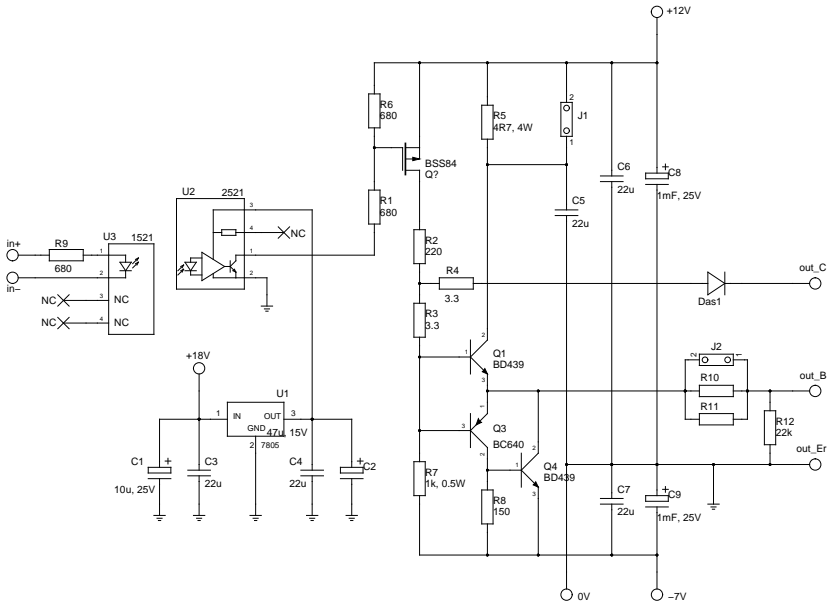 +12V
R6
680
R5
4R7, 4W
2
1
J1
BSS84
Q?
C6
22u
C8
1mF, 25V
U2
2521
3
4
NC
1
2
R1
680
C5
22u
in+
in−
R9
680
U3
1521
1
2
NC
3
NC
NC
4
NC
R2
220
R4
3.3
Das1
out_C
R3
3.3
+18V
U1
1
IN
OUT
3
GND
2
7805
47u, 15V
C1
10u, 25V
C3
22u
C4
22u
C2
2
1
3
Q1
BD439
J2
2
1
R10
R11
out_B
R12
22k
1
3
2
Q3
BC640
R7
1k, 0.5W
R8
150
2
1
3
Q4
BD439
C7
22u
C9
1mF, 25V
out_Er
0V
−7V